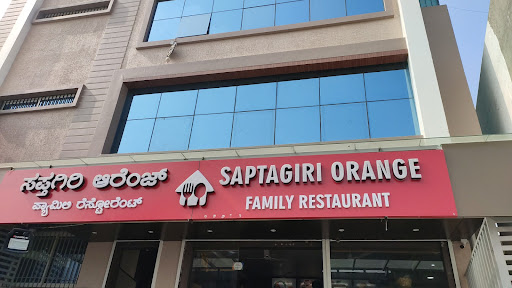 ಸಪ್ತಗಿರಿ ಆರೆಂಜ್
ಫ್ಯಾಮಿಲಿ ರೆಸ್ಟೋರೆಂಟ್
SAPTAGIRI ORANGE
FAMILY RESTAURANT